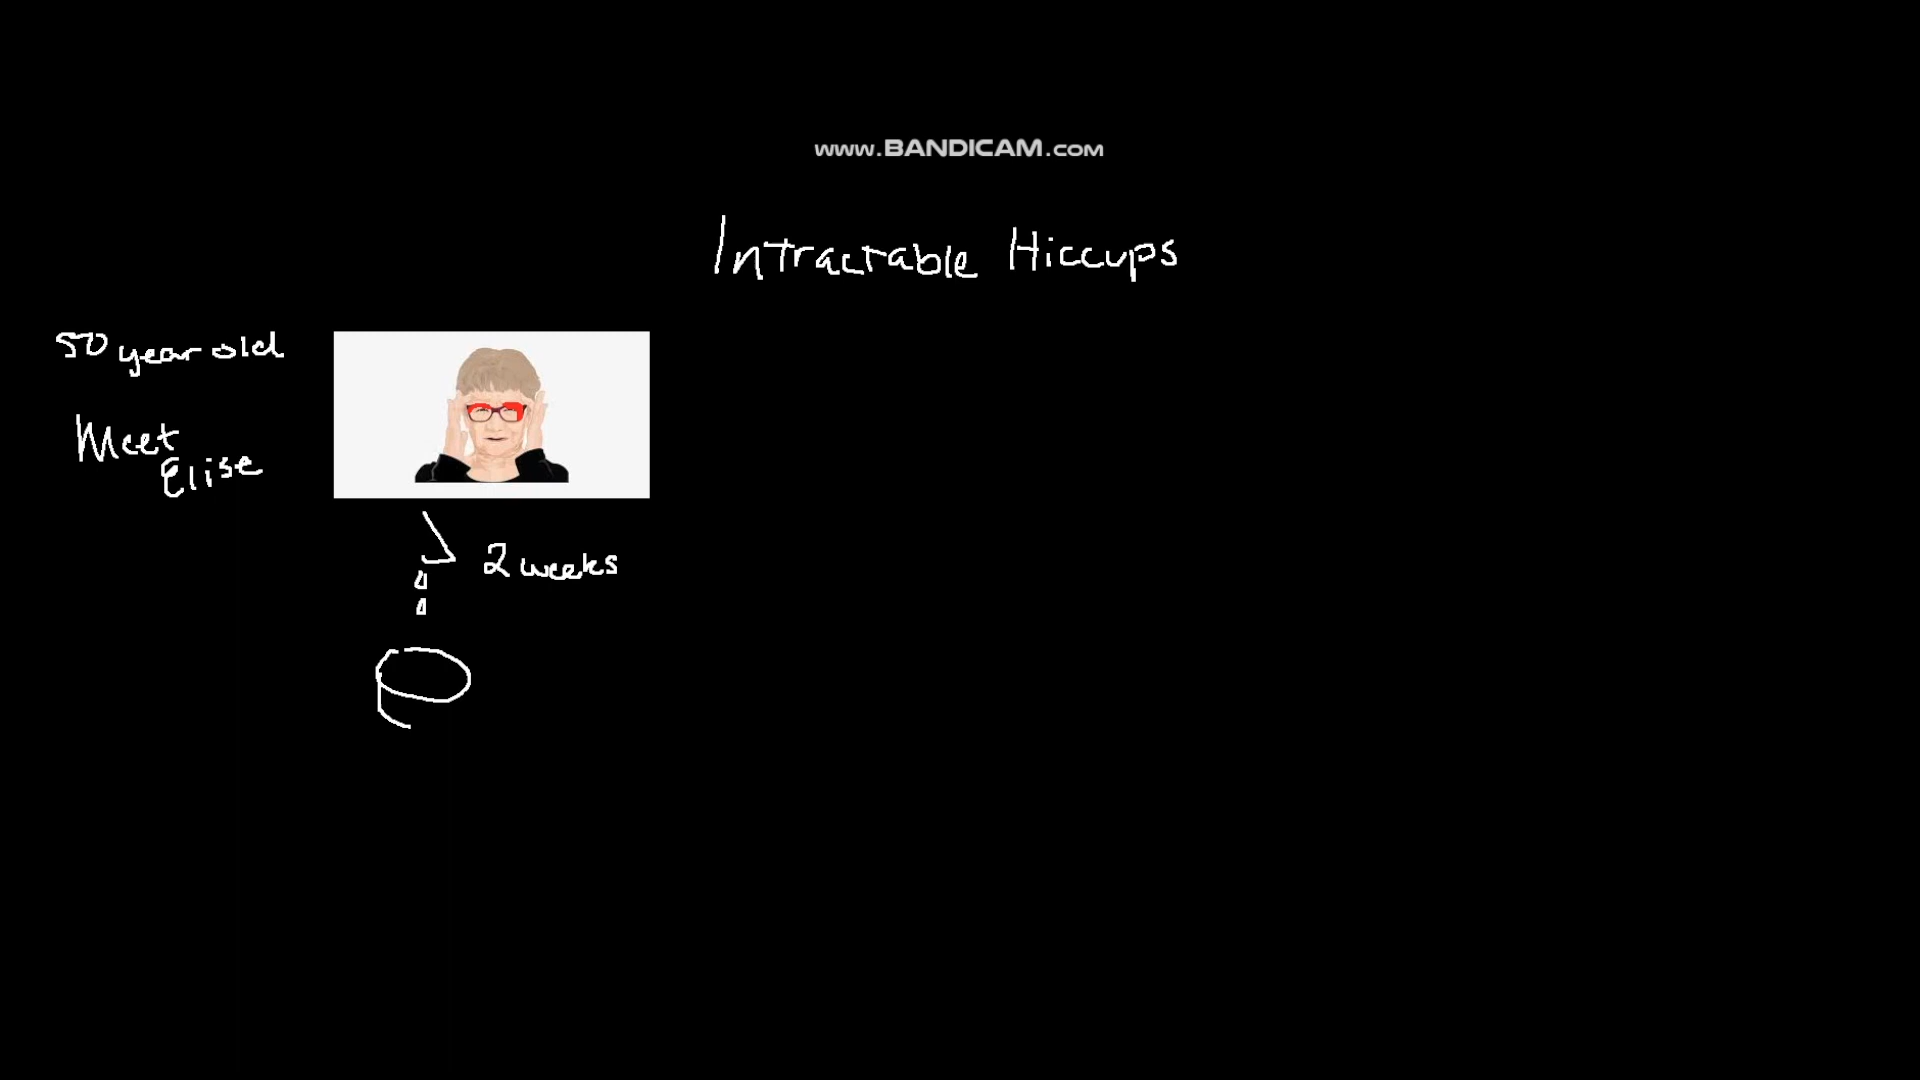 www.BANDICAM.com
Intractable Hiccups
50 year old
Meet
Elise
2 weeks